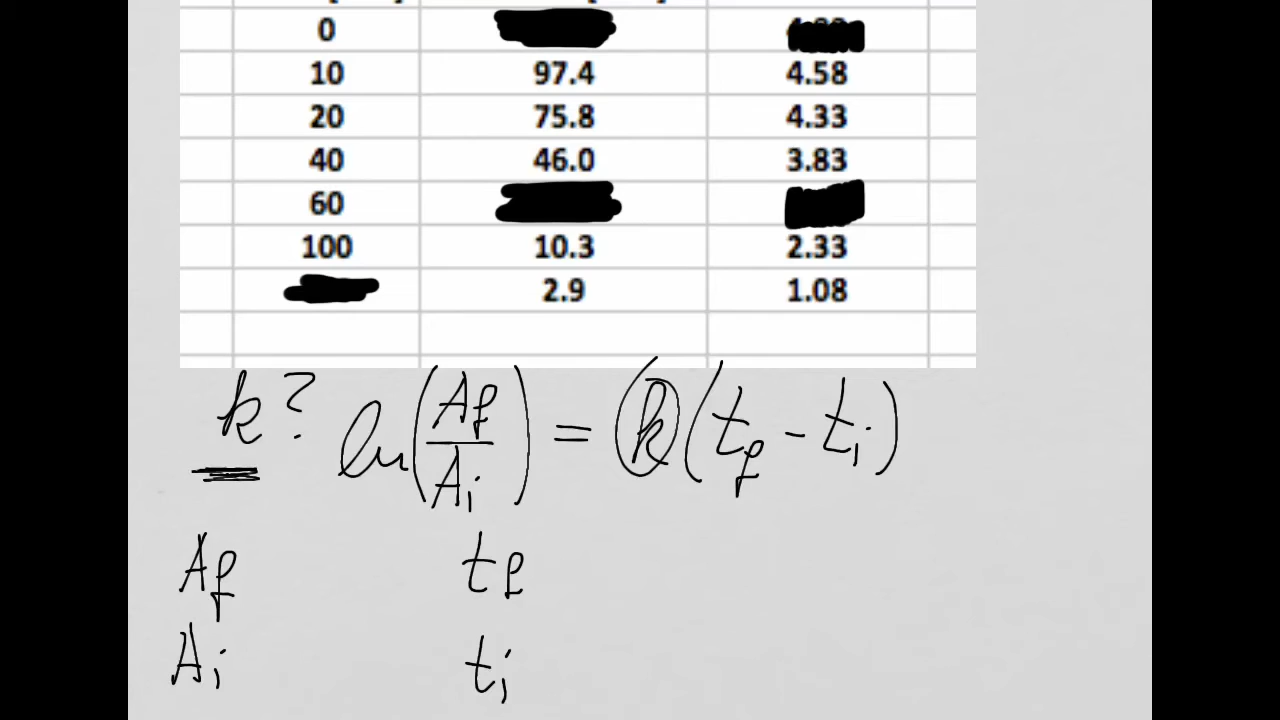 0
10 97.4 4.58
20 75.8 4.33
40 46.0 3.83
60
100 10.3 2.33
2.9 1.08
k? ln(Af/Ai) = k(tf - ti)
Af tf
Ai ti